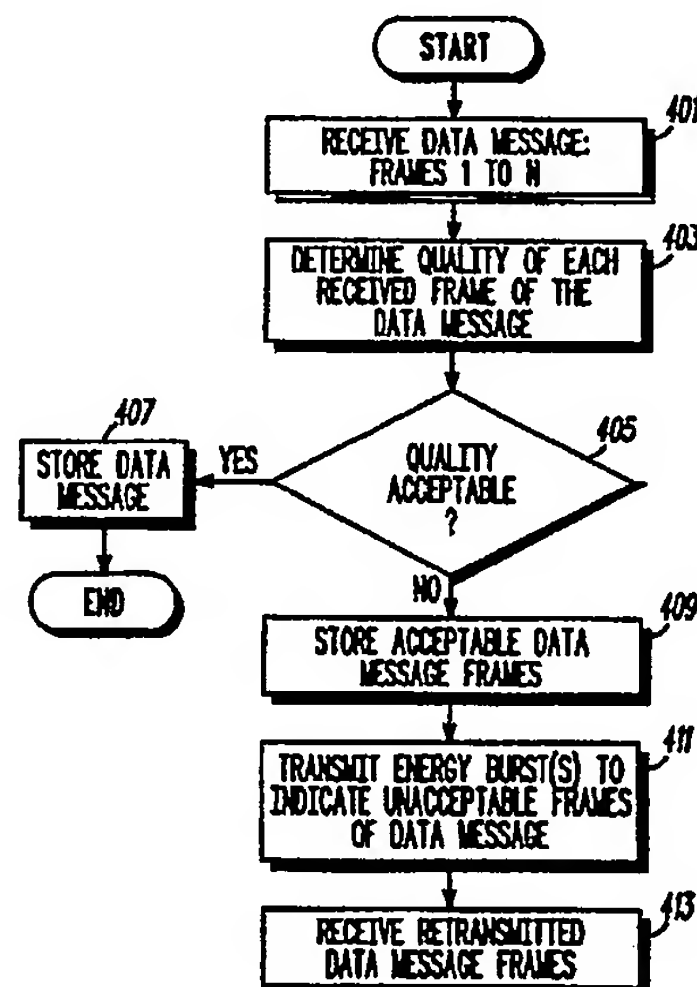 START
401
RECEIVE DATA MESSAGE:
FRAMES 1 TO N
403
DETERMINE QUALITY OF EACH
RECEIVED FRAME OF THE
DATA MESSAGE
405
QUALITY
ACCEPTABLE
?
YES
407
STORE DATA
MESSAGE
END
NO
409
STORE ACCEPTABLE DATA
MESSAGE FRAMES
411
TRANSMIT ENERGY BURST(S) TO
INDICATE UNACCEPTABLE FRAMES
OF DATA MESSAGE
413
RECEIVE RETRANSMITTED
DATA MESSAGE FRAMES